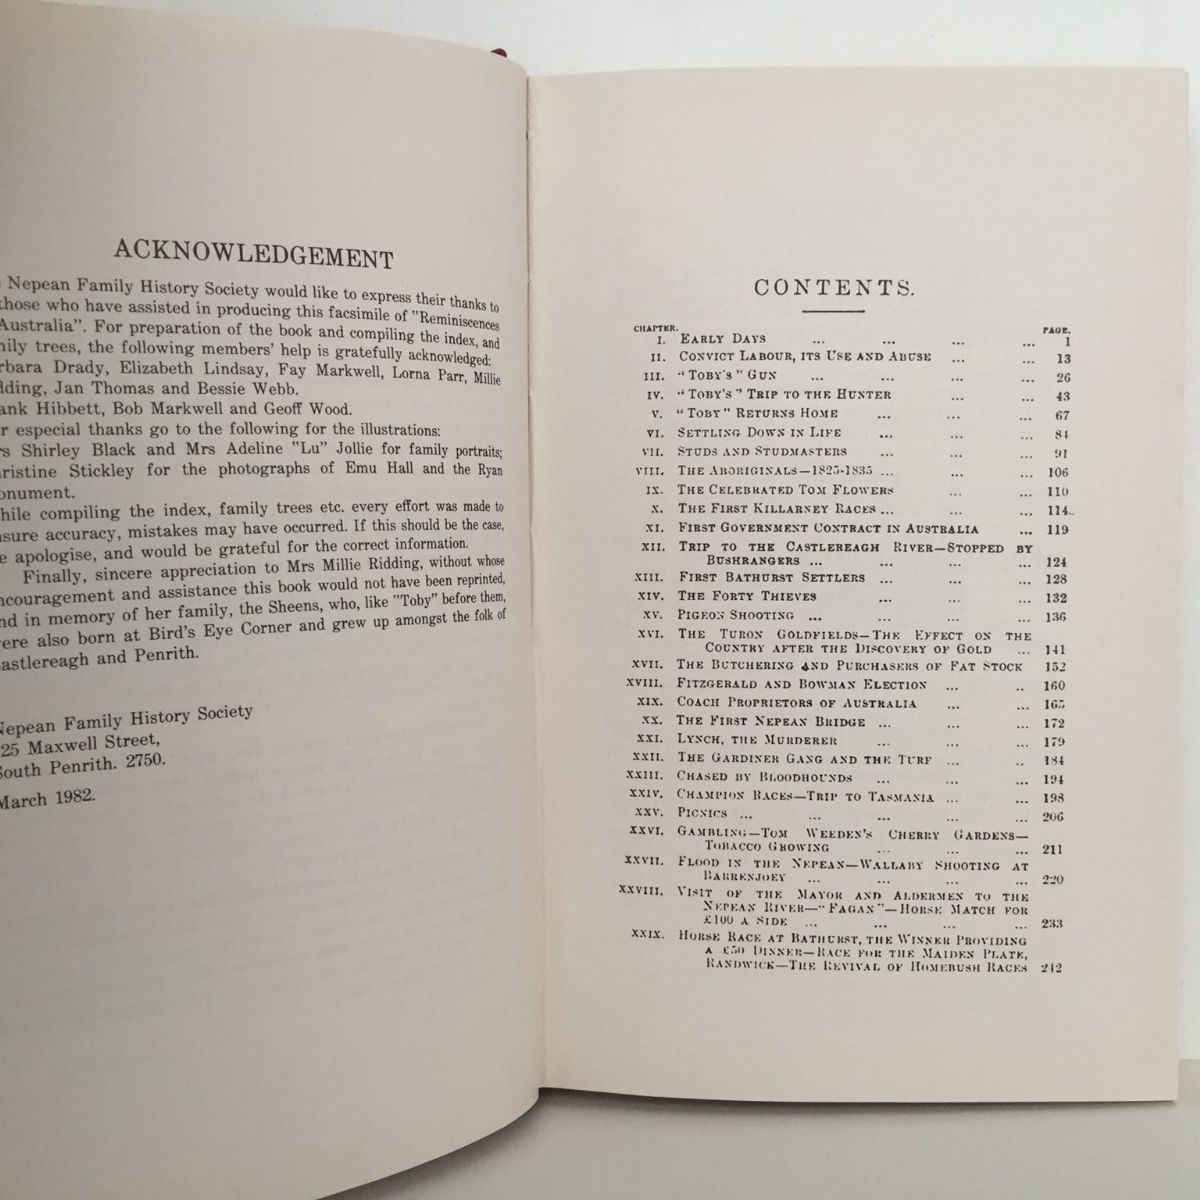 ACKNOWLEDGEMENT
Nepean Family History Society would like to express their thanks to
those who have assisted in producing this facsimile of "Reminiscences
Australia". For preparation of the book and compiling the index, and
ily trees, the following members' help is gratefully acknowledged:
rbara Drady, Elizabeth Lindsay, Fay Markwell, Lorna Parr, Millie
dding, Jan Thomas and Bessie Webb.
ank Hibbett, Bob Markwell and Geoff Wood.
r especial thanks go to the following for the illustrations:
s Shirley Black and Mrs Adeline "Lu" Jollie for family portraits;
ristine Stickley for the photographs of Emu Hall and the Ryan
onument.
hile compiling the index, family trees etc. every effort was made to
sure accuracy, mistakes may have occurred. If this should be the case,
e apologise, and would be grateful for the correct information.
Finally, sincere appreciation to Mrs Millie Ridding, without whose
ncouragement and assistance this book would not have been reprinted,
nd in memory of her family, the Sheens, who, like "Toby" before them,
ere also born at Bird's Eye Corner and grew up amongst the folk of
astlereagh and Penrith.
Nepean Family History Society
25 Maxwell Street,
South Penrith. 2750.
March 1982.
CONTENTS.
CHAPTER. PAGE.
I. EARLY DAYS ... ... ... ... 1
II. CONVICT LABOUR, ITS USE AND ABUSE ... ... 13
III. "TOBY'S" GUN ... ... ... ... 26
IV. "TOBY'S" TRIP TO THE HUNTER ... ... 43
V. "TOBY" RETURNS HOME ... ... ... 67
VI. SETTLING DOWN IN LIFE ... ... ... 84
VII. STUDS AND STUDMASTERS ... ... ... 91
VIII. THE ABORIGINALS—1825-1835 ... ... ... 106
IX. THE CELEBRATED TOM FLOWERS ... ... 110
X. THE FIRST KILLARNEY RACES ... ... ... 114
XI. FIRST GOVERNMENT CONTRACT IN AUSTRALIA ... 119
XII. TRIP TO THE CASTLEREAGH RIVER—STOPPED BY
BUSHRANGERS ... ... ... ... 124
XIII. FIRST BATHURST SETTLERS ... ... ... 128
XIV. THE FORTY THIEVES ... ... ... 132
XV. PIGEON SHOOTING ... ... ... ... 136
XVI. THE TURON GOLDFIELDS—THE EFFECT ON THE
COUNTRY AFTER THE DISCOVERY OF GOLD ... 141
XVII. THE BUTCHERING AND PURCHASERS OF FAT STOCK 152
XVIII. FITZGERALD AND BOWMAN ELECTION ... .. 160
XIX. COACH PROPRIETORS OF AUSTRALIA ... ... 165
XX. THE FIRST NEPEAN BRIDGE ... ... ... 172
XXI. LYNCH, THE MURDERER ... ... ... 179
XXII. THE GARDINER GANG AND THE TURF ... .. 184
XXIII. CHASED BY BLOODHOUNDS ... ... ... 194
XXIV. CHAMPION RACES—TRIP TO TASMANIA ... ... 198
XXV. PICNICS ... ... ... ... ... 206
XXVI. GAMBLING—TOM WEEDEN'S CHERRY GARDENS—
TOBACCO GROWING ... ... ... 211
XXVII. FLOOD IN THE NEPEAN—WALLABY SHOOTING AT
BARRENJOEY ... ... ... ... 220
XXVIII. VISIT OF THE MAYOR AND ALDERMEN TO THE
NEPEAN RIVER—"FAGAN"—HORSE MATCH FOR
£100 A SIDE ... ... ... ... 233
XXIX. HORSE RACE AT BATHURST, THE WINNER PROVIDING
A £50 DINNER—RACE FOR THE MAIDEN PLATE,
RANDWICK—THE REVIVAL OF HOMEBUSH RACES 242